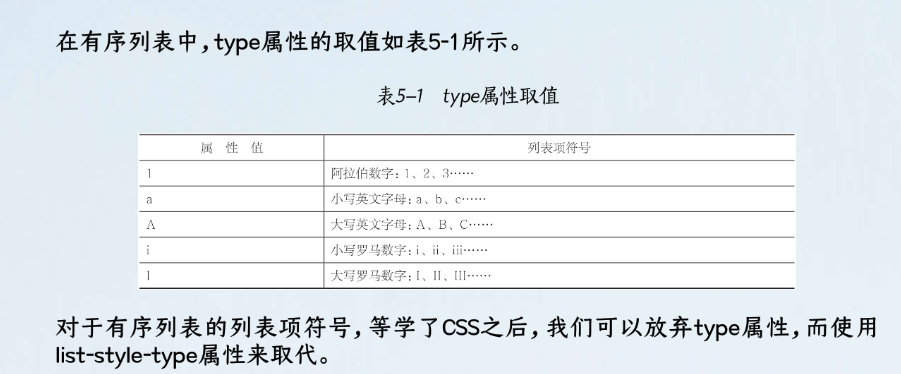 在有序列表中,type属性的取值如表5-1所示。
表5–1 type属性取值
属 性 值 列表项符号
1 阿拉伯数字: 1、2、3……
a 小写英文字母: a、b、c……
A 大写英文字母: A、B、C……
i 小写罗马数字: i、ii、iii……
I 大写罗马数字: I、II、III……
对于有序列表的列表项符号,等学了CSS之后,我们可以放弃type属性,而使用
list-style-type属性来取代。